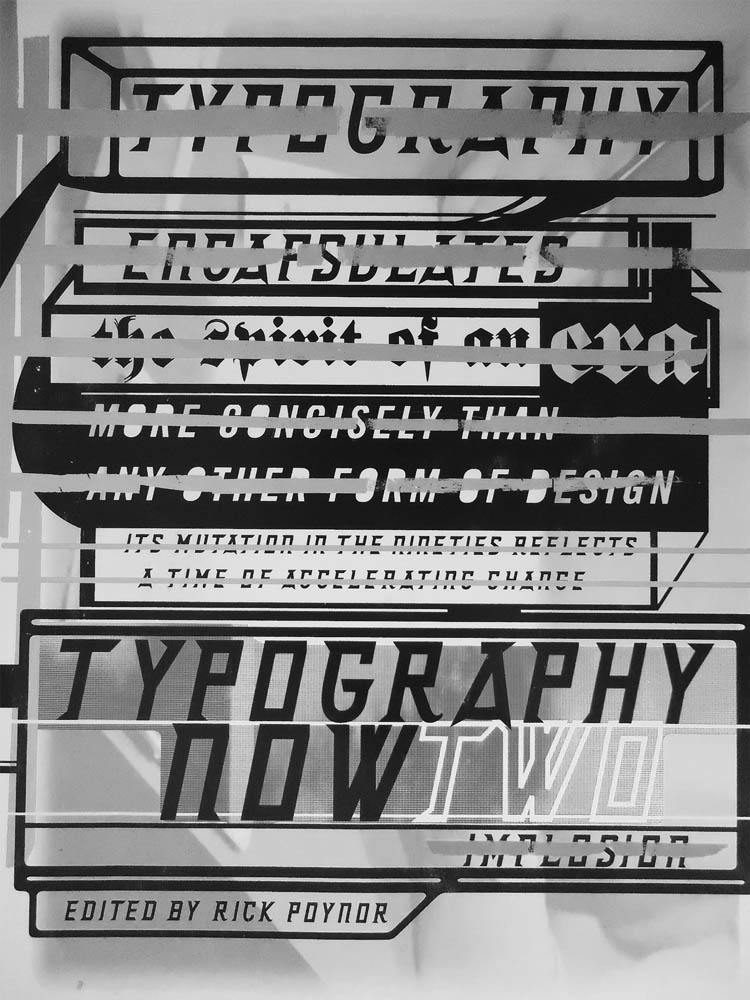 TYPOGRAPHY
ENCAPSULATES
the spirit of an era
MORE CONCISELY THAN
ANY OTHER FORM OF DESIGN
ITS MUTATION IN THE NINETIES REFLECTS
A TIME OF ACCELERATING CHANGE
TYPOGRAPHY
NOW TWO
IMPLOSION
EDITED BY RICK POYNOR